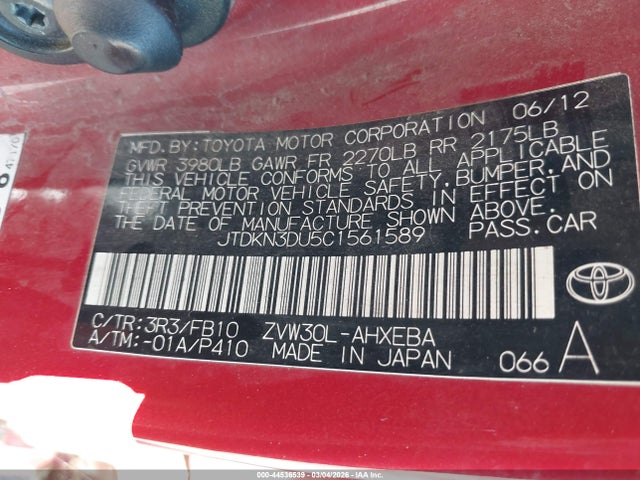 06/12
MFD. BY: TOYOTA MOTOR CORPORATION
GVWR 3980LB GAWR FR 2270LB RR 2175LB
THIS VEHICLE CONFORMS TO ALL APPLICABLE
FEDERAL MOTOR VEHICLE SAFETY, BUMPER, AND
THEFT PREVENTION STANDARDS IN EFFECT ON
THE DATE OF MANUFACTURE SHOWN ABOVE.
JTDKN3DU5C1561589 PASS.CAR
C/TR:3R3/FB10 ZVW30L-AHXEBA
A/TM:-01A/P410 MADE IN JAPAN
066 A
000-44536539 - 03/04/2026 - IAA Inc.